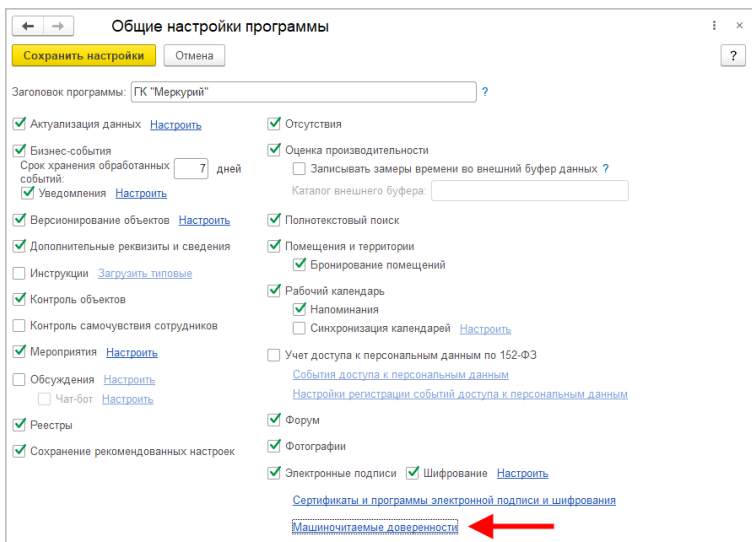 Общие настройки программы
Сохранить настройки Отмена ?
Заголовок программы: ГК "Меркурий" ?
Актуализация данных Настроить
Бизнес-события
Срок хранения обработанных событий: 7 дней
Уведомления Настроить
Версионирование объектов Настроить
Дополнительные реквизиты и сведения
Инструкции Загрузить типовые
Контроль объектов
Контроль самочувствия сотрудников
Мероприятия Настроить
Обсуждения Настроить
Чат-бот Настроить
Реестры
Сохранение рекомендованных настроек
Отсутствия
Оценка производительности
Записывать замеры времени во внешний буфер данных ?
Каталог внешнего буфера:
Полнотекстовый поиск
Помещения и территории
Бронирование помещений
Рабочий календарь
Напоминания
Синхронизация календарей Настроить
Учет доступа к персональным данным по 152-ФЗ
События доступа к персональным данным
Настройки регистрации событий доступа к персональным данным
Форум
Фотографии
Электронные подписи Шифрование Настроить
Сертификаты и программы электронной подписи и шифрования
Машиночитаемые доверенности